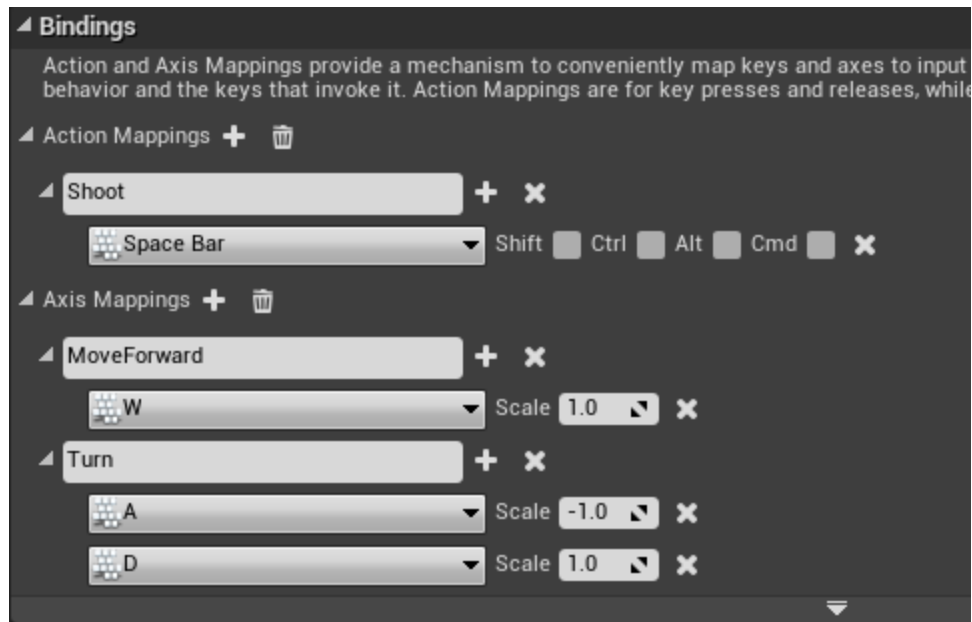 Bindings
Action and Axis Mappings provide a mechanism to conveniently map keys and axes to input
behavior and the keys that invoke it. Action Mappings are for key presses and releases, while
Action Mappings
Shoot
Space Bar Shift Ctrl Alt Cmd
Axis Mappings
MoveForward
W Scale 1.0
Turn
A Scale -1.0
D Scale 1.0